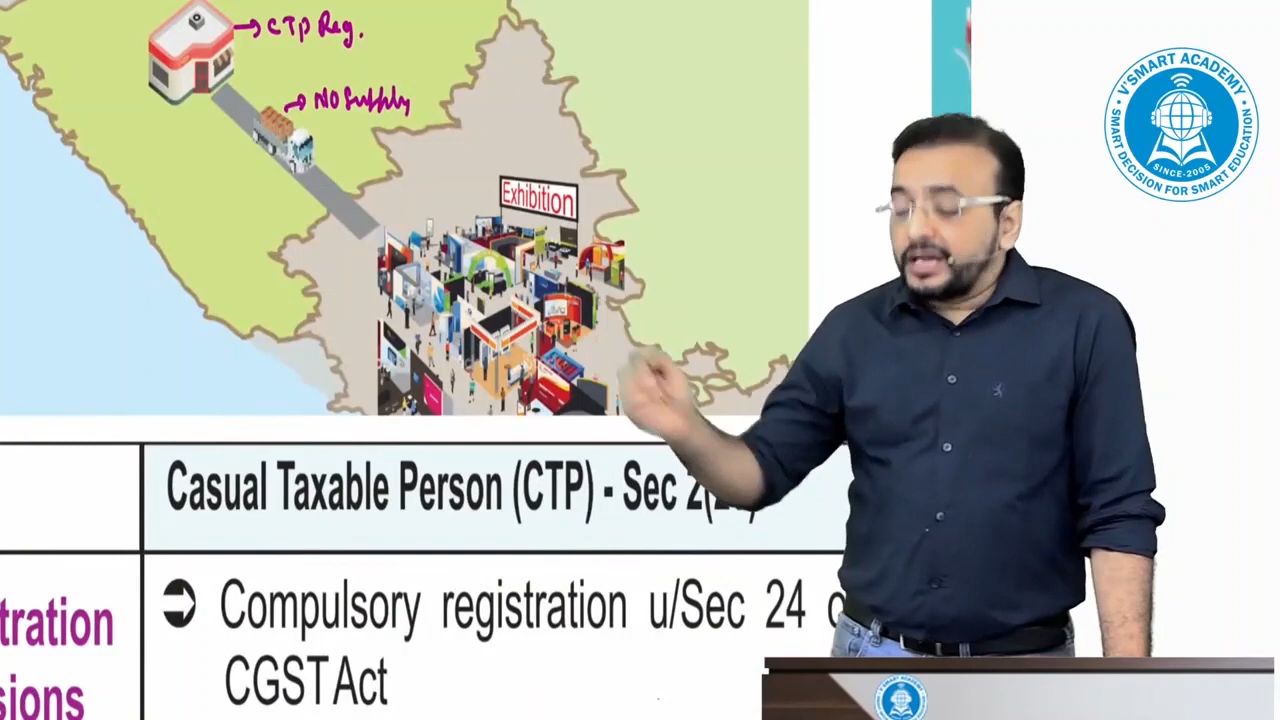 CTP Reg.
NO Supply
Exhibition
V'SMART ACADEMY
SMART DECISION FOR SMART EDUCATION
SINCE-2005
Casual Taxable Person (CTP) - Sec 2(
tration
Compulsory registration u/Sec 24
CGST Act
sions